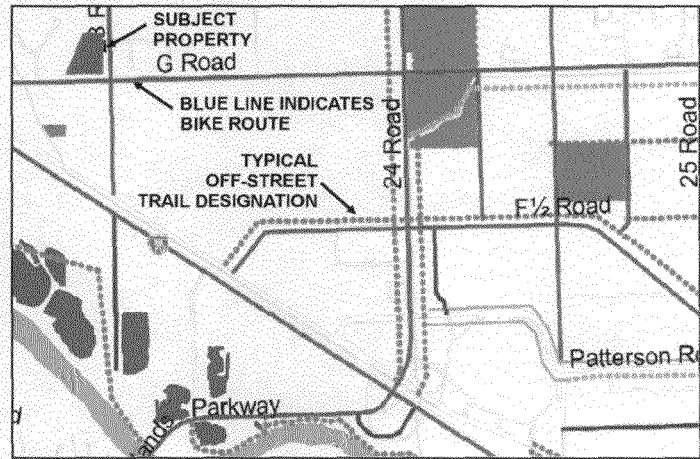 SUBJECT
PROPERTY
G Road
BLUE LINE INDICATES
BIKE ROUTE
24 Road
25 Road
TYPICAL
OFF-STREET
TRAIL DESIGNATION
F½ Road
Patterson
Parkway